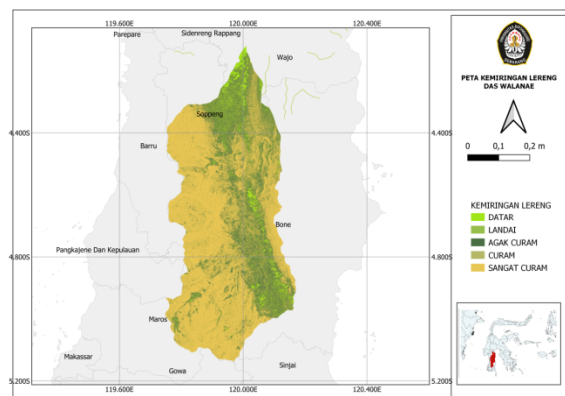 119.600E 120.000E 120.400E
Parepare
Sidenreng Rappang
Wajo
Soppeng
4.400S 4.400S
Barru
Bone
Pangkajene Dan Kepulauan
4.800S 4.800S
Maros
Makassar
Gowa
Sinjai
5.200S 5.200S
119.600E 120.000E 120.400E
SEMARANG
PETA KEMIRINGAN LERENG
DAS WALANAE
0 0,1 0,2 m
KEMIRINGAN LERENG
DATAR
LANDAI
AGAK CURAM
CURAM
SANGAT CURAM